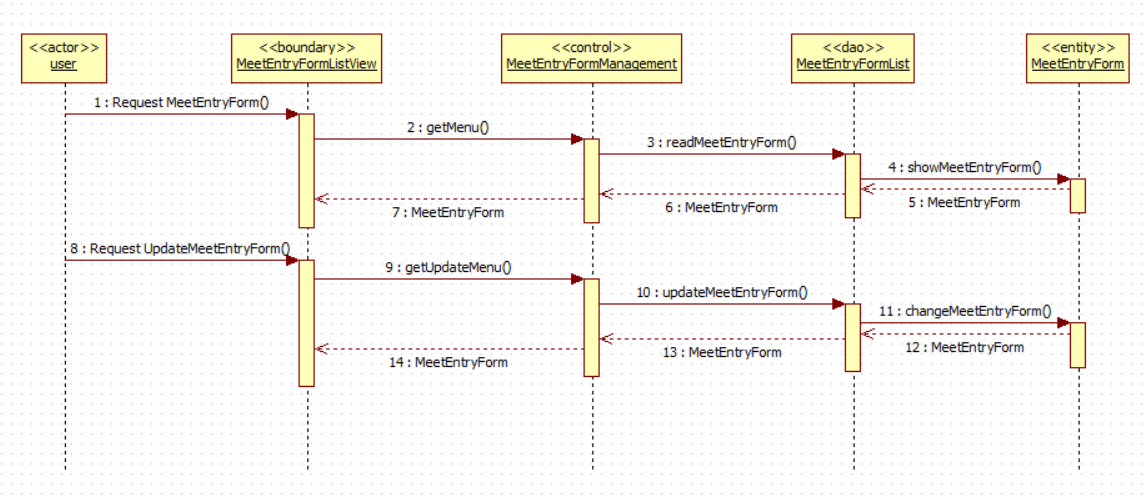 <<actor>>
user
<<boundary>>
MeetEntryFormListView
<<control>>
MeetEntryFormManagement
<<dao>>
MeetEntryFormList
<<entity>>
MeetEntryForm
1 : Request MeetEntryForm()
2 : getMenu()
3 : readMeetEntryForm()
4 : showMeetEntryForm()
5 : MeetEntryForm
6 : MeetEntryForm
7 : MeetEntryForm
8 : Request UpdateMeetEntryForm()
9 : getUpdateMenu()
10 : updateMeetEntryForm()
11 : changeMeetEntryForm()
12 : MeetEntryForm
13 : MeetEntryForm
14 : MeetEntryForm